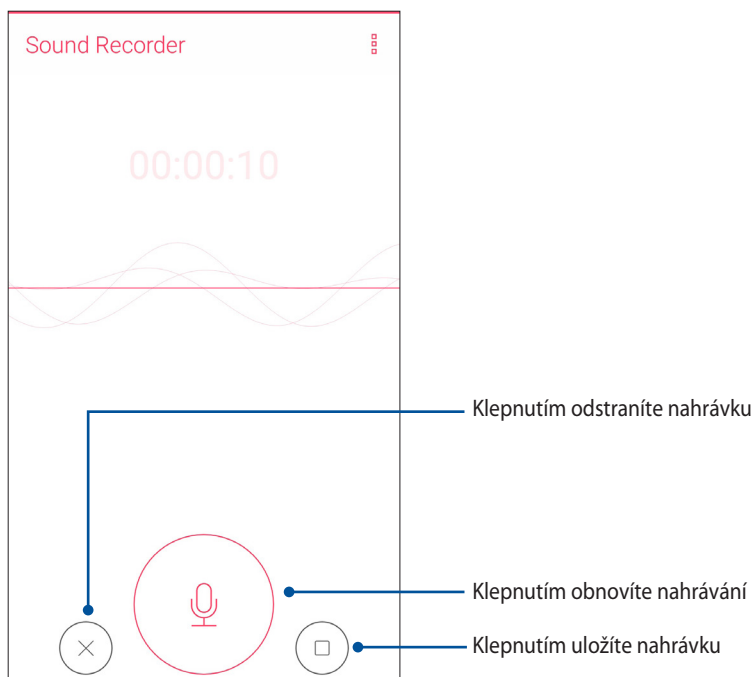 Sound Recorder
00:00:10
Klepnutím odstraníte nahrávku
Klepnutím obnovíte nahrávání
Klepnutím uložíte nahrávku